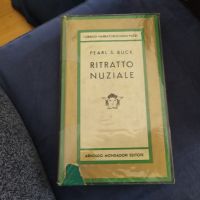 PEARL S. BUCK
RITRATTO
NUZIALE
ARNOLDO MONDADORI EDITORE